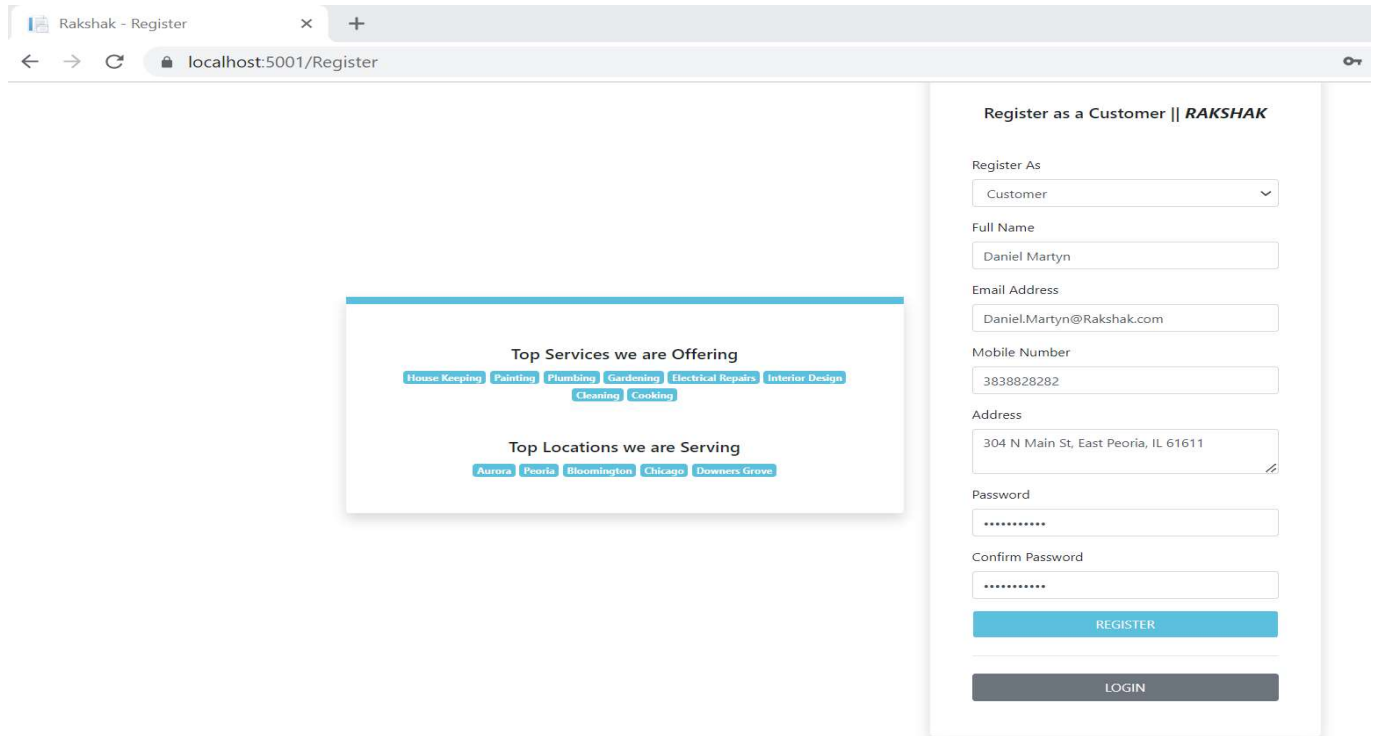 Rakshak - Register
localhost:5001/Register
Top Services we are Offering
House Keeping Painting Plumbing Gardening Electrical Repairs Interior Design
Cleaning Cooking
Top Locations we are Serving
Aurora Peoria Bloomington Chicago Downers Grove
Register as a Customer || RAKSHAK
Register As
Customer
Full Name
Daniel Martyn
Email Address
Daniel.Martyn@Rakshak.com
Mobile Number
3838828282
Address
304 N Main St, East Peoria, IL 61611
Password
•••••••••••
Confirm Password
•••••••••••
REGISTER
LOGIN